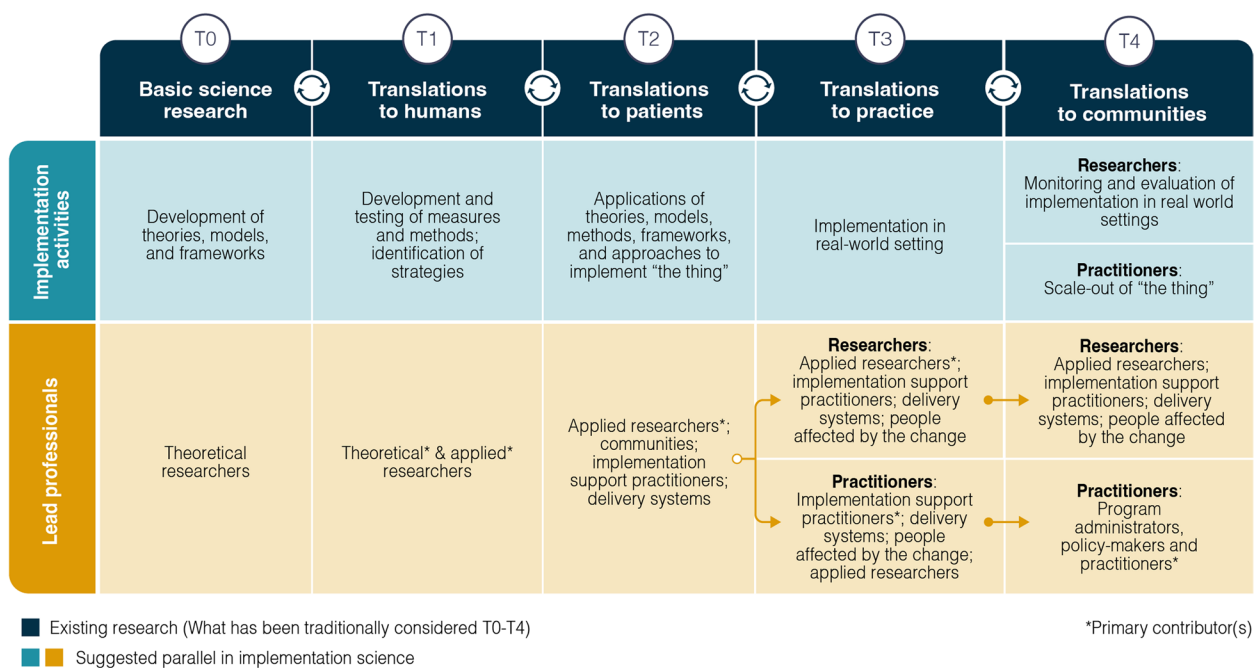 T0
T1
T2
T3
T4
Basic science
research
Translations
to humans
Translations
to patients
Translations
to practice
Translations
to communities
Implementation
activities
Development of
theories, models,
and frameworks
Development and
testing of measures
and methods;
identification of
strategies
Applications of
theories, models,
methods, frameworks,
and approaches to
implement “the thing”
Implementation in
real-world setting
Researchers:
Monitoring and evaluation of
implementation in real world
settings
Practitioners:
Scale-out of “the thing”
Lead professionals
Theoretical
researchers
Theoretical* & applied*
researchers
Applied researchers*;
communities;
implementation
support practitioners;
delivery systems
Researchers:
Applied researchers*;
implementation support
practitioners; delivery
systems; people
affected by the change
Practitioners:
Implementation support
practitioners*; delivery
systems; people
affected by the change;
applied researchers
Researchers:
Applied researchers;
implementation support
practitioners; delivery
systems; people affected
by the change
Practitioners:
Program
administrators,
policy-makers and
practitioners*
Existing research (What has been traditionally considered T0-T4)
*Primary contributor(s)
Suggested parallel in implementation science